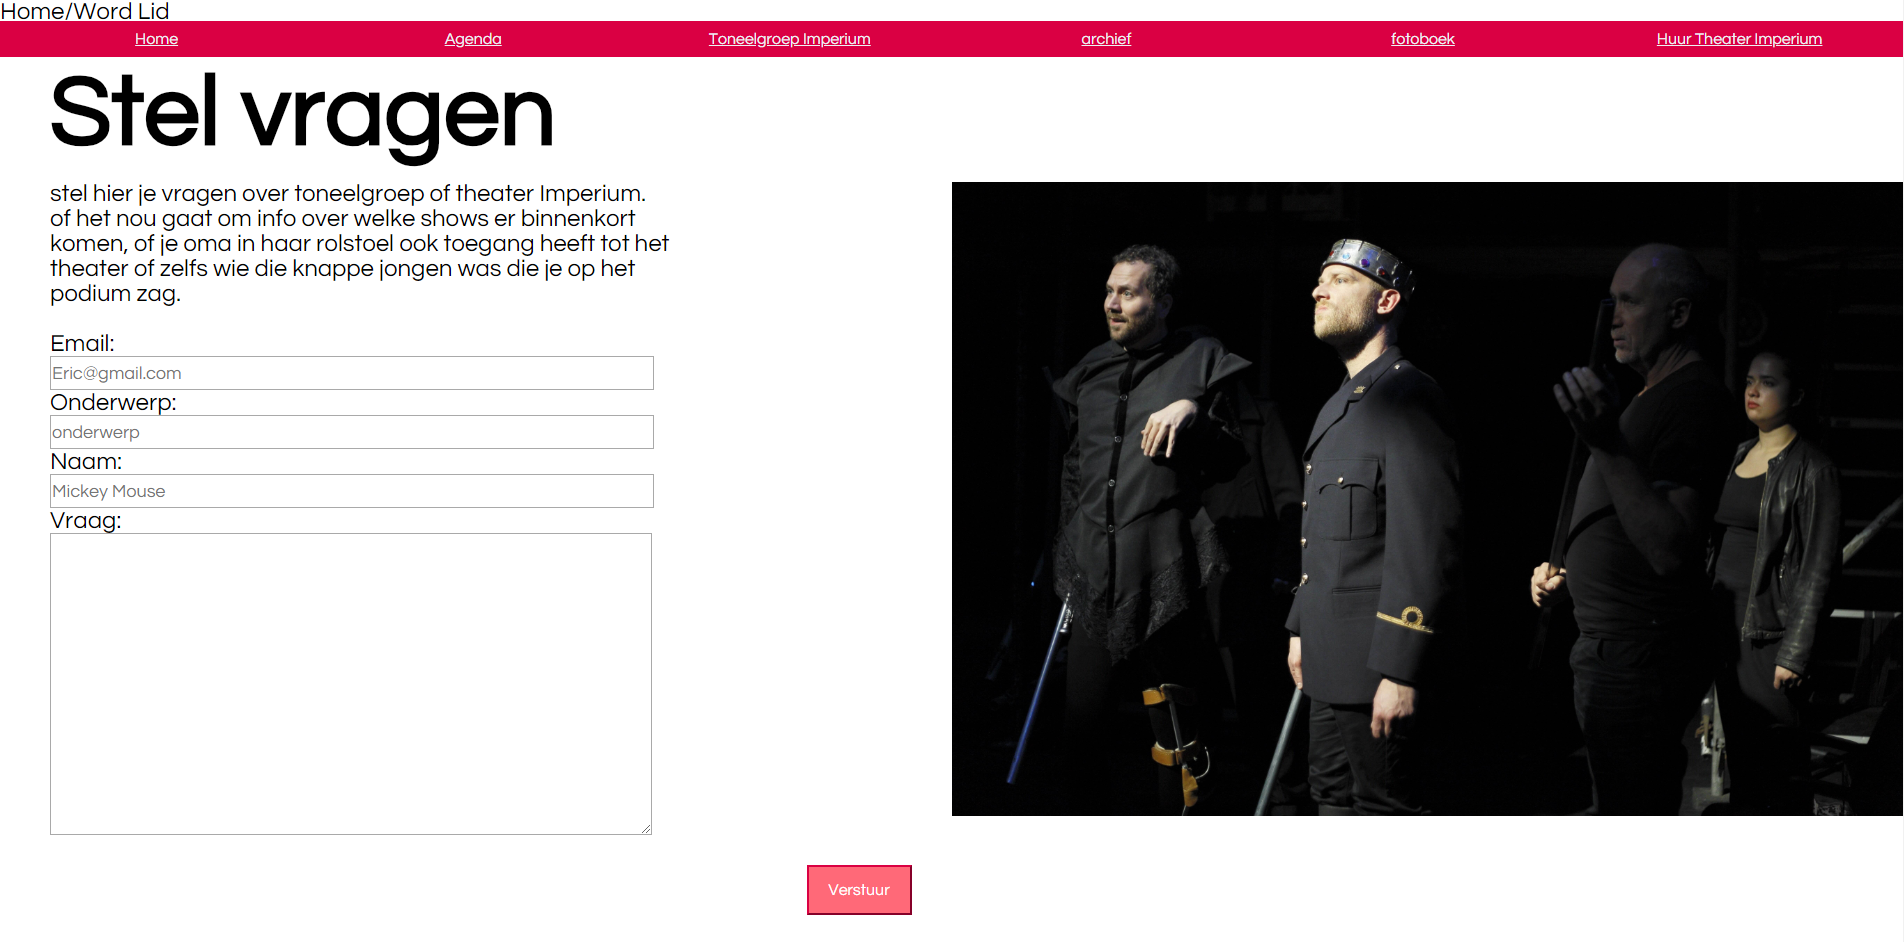 Home/Word Lid
Home Agenda Toneelgroep Imperium archief fotoboek Huur Theater Imperium
Stel vragen
stel hier je vragen over toneelgroep of theater Imperium.
of het nou gaat om info over welke shows er binnenkort
komen, of je oma in haar rolstoel ook toegang heeft tot het
theater of zelfs wie die knappe jongen was die je op het
podium zag.
Email:
Eric@gmail.com
Onderwerp:
onderwerp
Naam:
Mickey Mouse
Vraag:
Verstuur